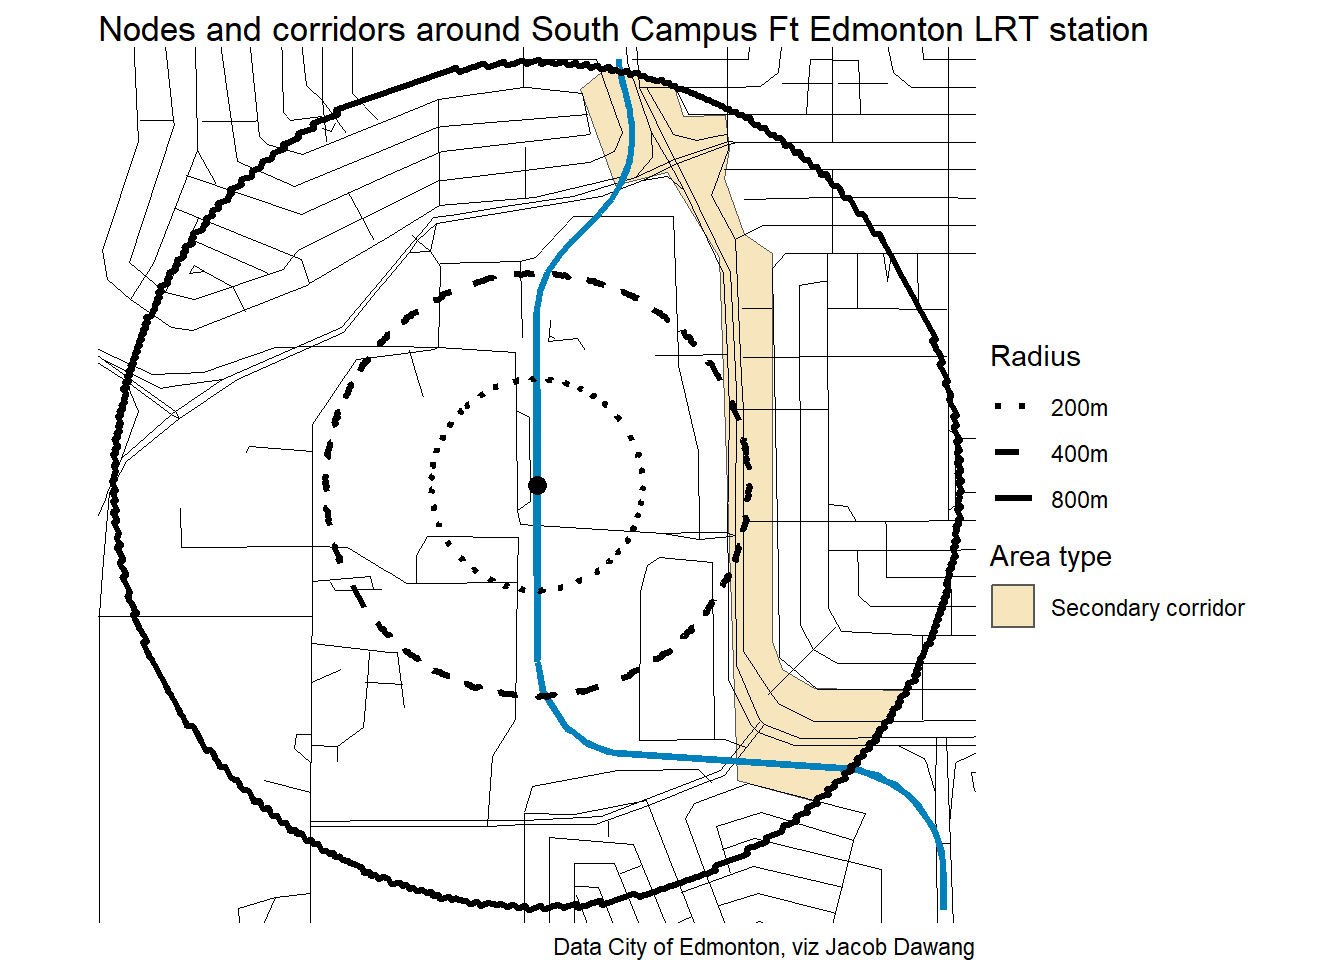 Nodes and corridors around South Campus Ft Edmonton LRT station
Radius
200m
400m
800m
Area type
Secondary corridor
Data City of Edmonton, viz Jacob Dawang